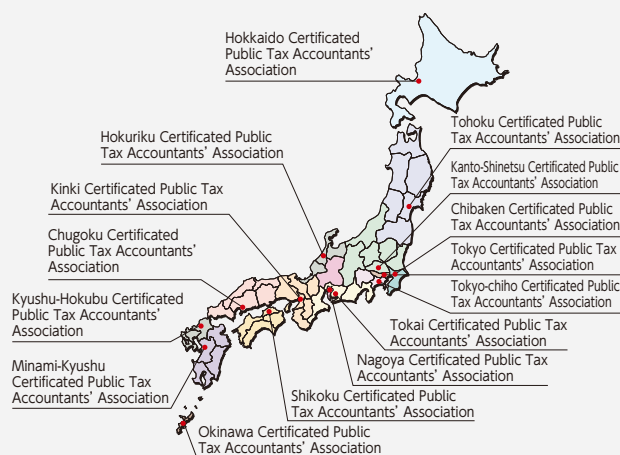 Hokkaido Certificated
Public Tax Accountants'
Association
Hokuriku Certificated Public
Tax Accountants' Association
Kinki Certificated Public Tax
Accountants' Association
Chugoku Certificated
Public Tax Accountants'
Association
Kyushu-Hokubu Certificated
Public Tax Accountants'
Association
Minami-Kyushu
Certificated Public Tax
Accountants' Association
Tohoku Certificated Public
Tax Accountants' Association
Kanto-Shinetsu Certificated Public
Tax Accountants' Association
Chibaken Certificated Public
Tax Accountants' Association
Tokyo Certificated Public Tax
Accountants' Association
Tokyo-chiho Certificated Public
Tax Accountants' Association
Tokai Certificated Public Tax
Accountants' Association
Nagoya Certificated Public Tax
Accountants' Association
Shikoku Certificated Public
Tax Accountants' Association
Okinawa Certificated Public
Tax Accountants' Association